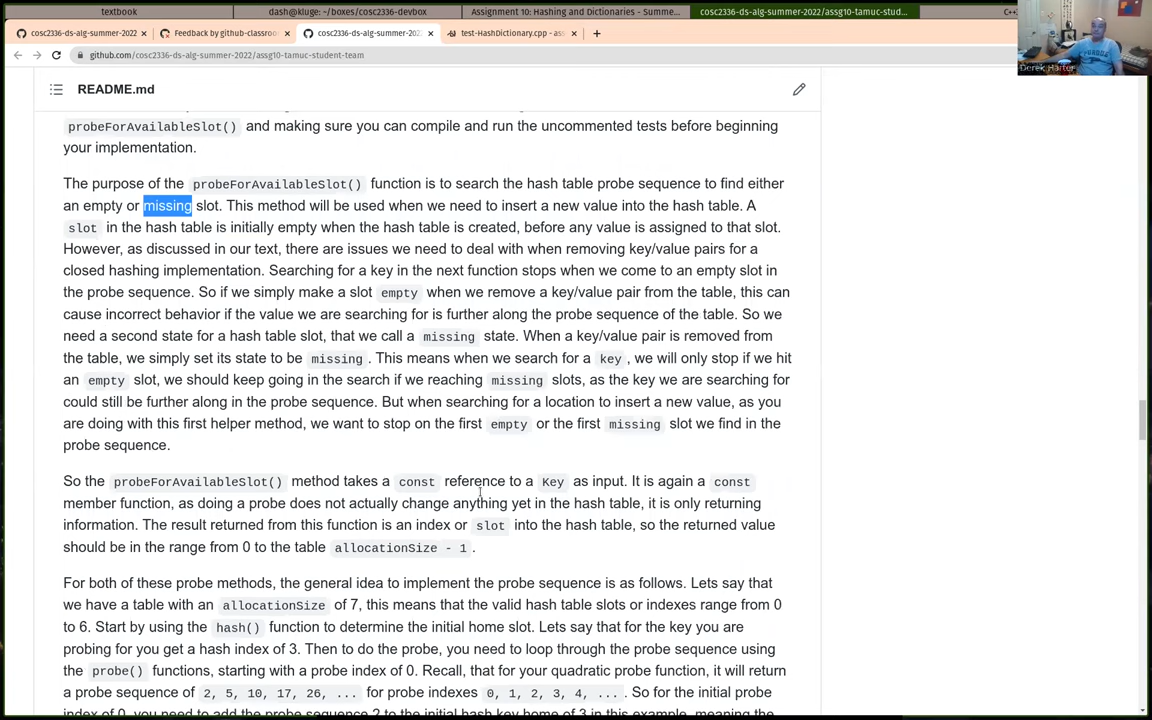 textbook
dash@kluge: ~/boxes/cosc2336-devbox
Assignment 10: Hashing and Dictionaries - Summe...
cosc2336-ds-alg-summer-2022/assg10-tamuc-stud...
C++
cosc2336-ds-alg-summer-2022
Feedback by github-classroo
cosc2336-ds-alg-summer-2022
test-HashDictionary.cpp - ass
github.com/cosc2336-ds-alg-summer-2022/assg10-tamuc-student-team
Derek Harter
README.md
probeForAvailableSlot() and making sure you can compile and run the uncommented tests before beginning
your implementation.
The purpose of the probeForAvailableSlot() function is to search the hash table probe sequence to find either
an empty or missing slot. This method will be used when we need to insert a new value into the hash table. A
slot in the hash table is initially empty when the hash table is created, before any value is assigned to that slot.
However, as discussed in our text, there are issues we need to deal with when removing key/value pairs for a
closed hashing implementation. Searching for a key in the next function stops when we come to an empty slot in
the probe sequence. So if we simply make a slot empty when we remove a key/value pair from the table, this can
cause incorrect behavior if the value we are searching for is further along the probe sequence of the table. So we
need a second state for a hash table slot, that we call a missing state. When a key/value pair is removed from
the table, we simply set its state to be missing. This means when we search for a key, we will only stop if we hit
an empty slot, we should keep going in the search if we reaching missing slots, as the key we are searching for
could still be further along in the probe sequence. But when searching for a location to insert a new value, as you
are doing with this first helper method, we want to stop on the first empty or the first missing slot we find in the
probe sequence.
So the probeForAvailableSlot() method takes a const reference to a Key as input. It is again a const
member function, as doing a probe does not actually change anything yet in the hash table, it is only returning
information. The result returned from this function is an index or slot into the hash table, so the returned value
should be in the range from 0 to the table allocationSize - 1.
For both of these probe methods, the general idea to implement the probe sequence is as follows. Lets say that
we have a table with an allocationSize of 7, this means that the valid hash table slots or indexes range from 0
to 6. Start by using the hash() function to determine the initial home slot. Lets say that for the key you are
probing for you get a hash index of 3. Then to do the probe, you need to loop through the probe sequence using
the probe() functions, starting with a probe index of 0. Recall, that for your quadratic probe function, it will return
a probe sequence of 2, 5, 10, 17, 26, ... for probe indexes 0, 1, 2, 3, 4, .... So for the initial probe
index of 0, you need to add the probe sequence 2 to the initial hash key home of 3 in this example, meaning the